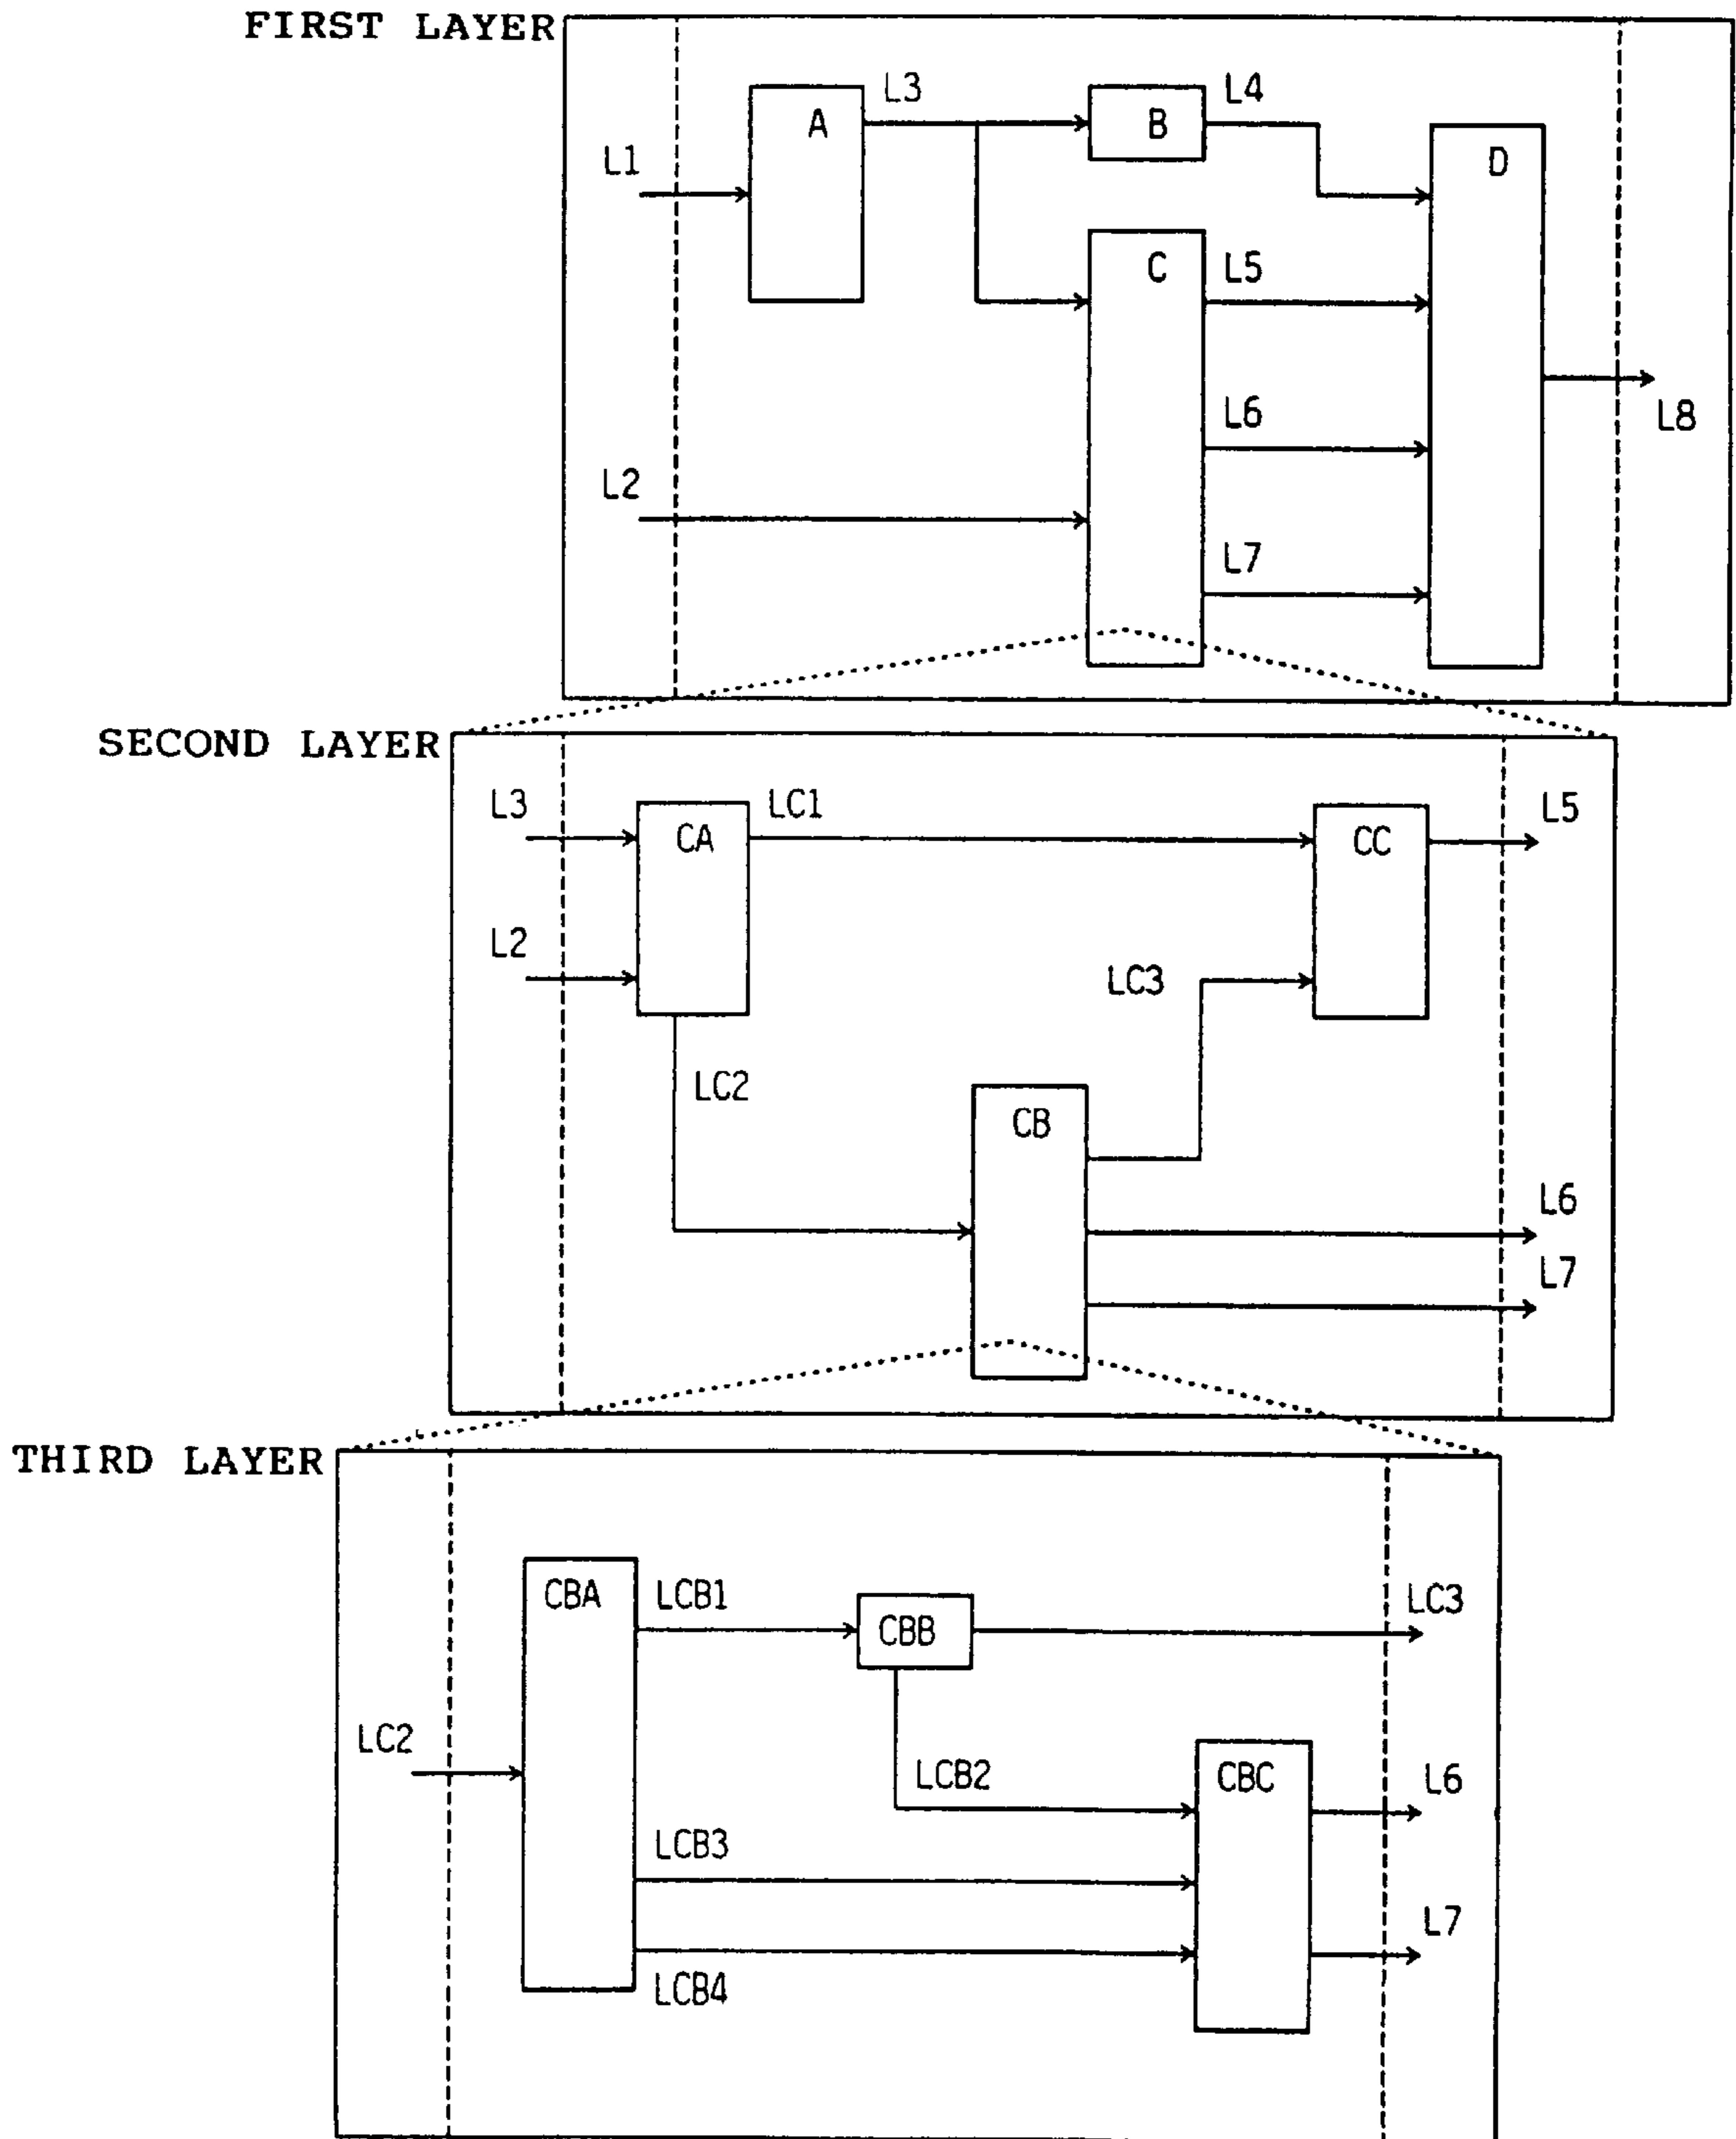 FIRST LAYER
L3
L4
A
B
L1
D
C
L5
L6
L8
L2
L7
SECOND LAYER
L3
LC1
L5
CA
CC
L2
LC3
LC2
CB
L6
L7
THIRD LAYER
CBA
LCB1
LC3
CBB
LC2
LCB2
CBC
L6
LCB3
L7
LCB4